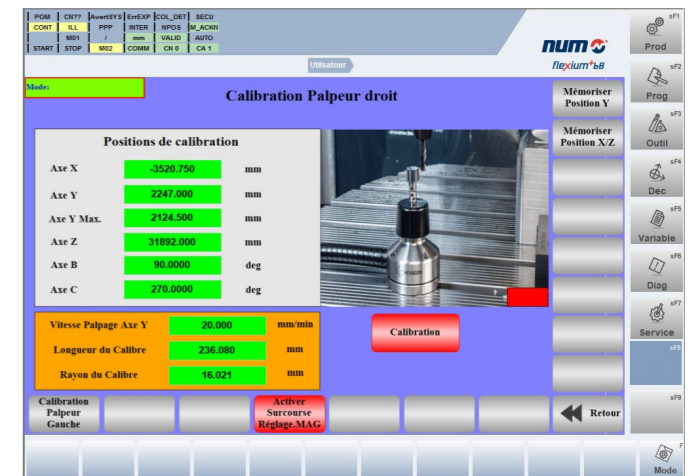 POM CN?? AvertSYS ErrEXP COL_DET SECU
CONT ILL PPP INTER NPOS M_ACKN
M01 / mm VALID AUTO
START STOP M02 COMM CN 0 CA 1
num
flexium+68
Utilisateur
Mode:
Calibration Palpeur droit
Mémoriser
Position Y
Mémoriser
Position X/Z
Positions de calibration
Axe X -3520.750 mm
Axe Y 2247.000 mm
Axe Y Max. 2124.500 mm
Axe Z 31892.000 mm
Axe B 90.0000 deg
Axe C 270.0000 deg
HEXAGON
Vitesse Palpage Axe Y 20.000 mm/min
Longueur du Calibre 236.080 mm
Rayon du Calibre 16.021 mm
Calibration
Calibration
Palpeur
Gauche
Activer
Surcourse
Réglage.MAG
Retour
sF1
Prod
sF2
Prog
sF3
Outil
sF4
Dec
sF5
Variable
sF6
Diag
sF7
Service
sF8
sF9
F
Mode